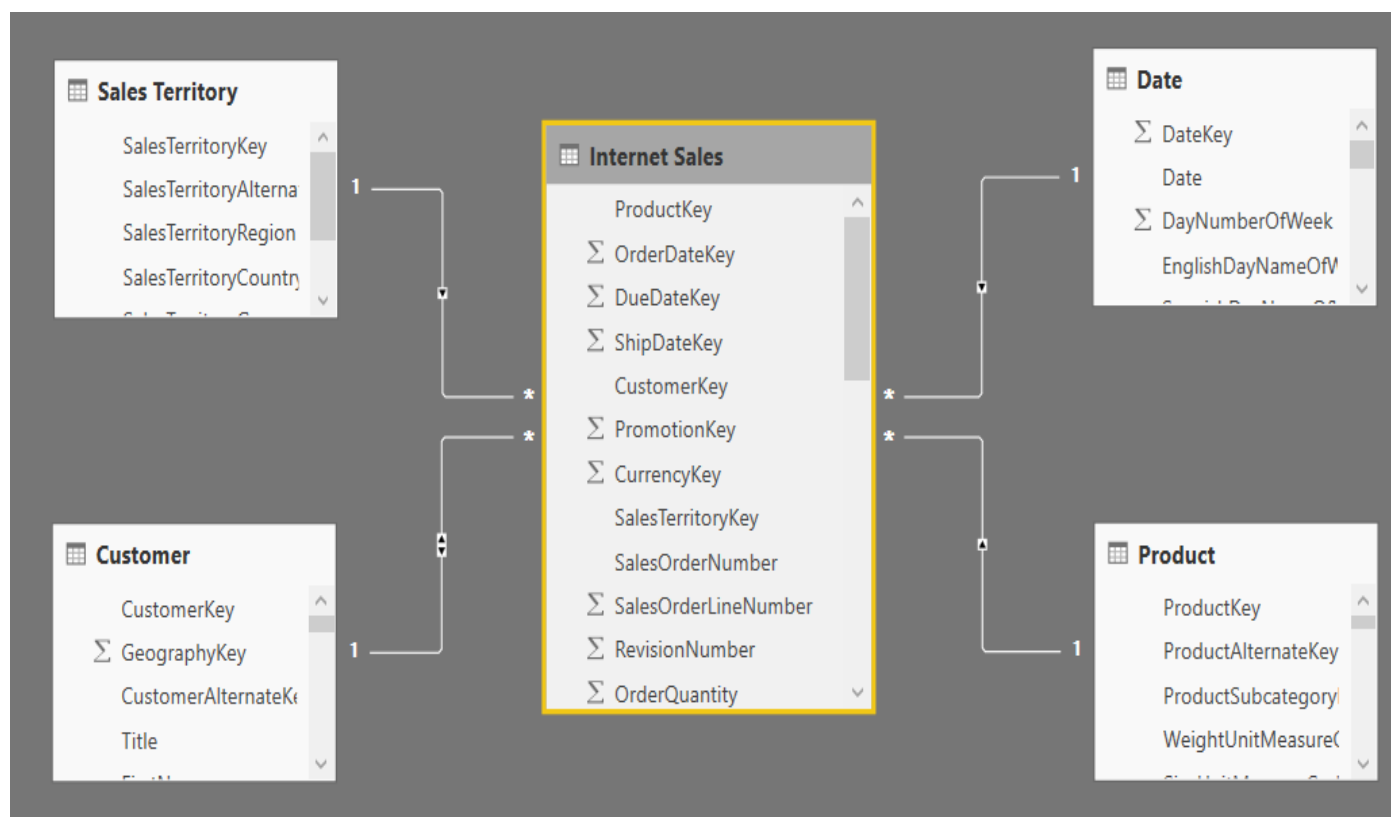 Sales Territory
SalesTerritoryKey
SalesTerritoryAlterna
SalesTerritoryRegion
SalesTerritoryCountry
1
*
Customer
CustomerKey
Σ GeographyKey
CustomerAlternateKe
Title
1
*
Internet Sales
ProductKey
Σ OrderDateKey
Σ DueDateKey
Σ ShipDateKey
CustomerKey
Σ PromotionKey
Σ CurrencyKey
SalesTerritoryKey
SalesOrderNumber
Σ SalesOrderLineNumber
Σ RevisionNumber
Σ OrderQuantity
Date
Σ DateKey
Date
Σ DayNumberOfWeek
EnglishDayNameOfW
1
*
Product
ProductKey
ProductAlternateKey
ProductSubcategory
WeightUnitMeasureC
1
*